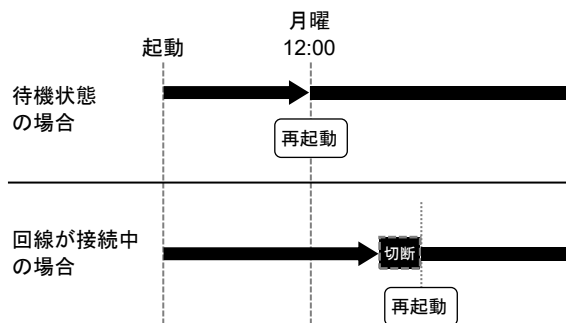 月曜
12:00
起動
待機状態
の場合
再起動
回線が接続中
の場合
切断
再起動